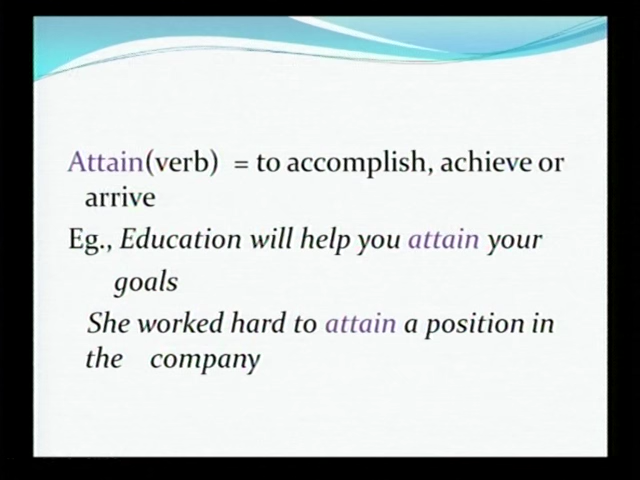 Attain(verb) = to accomplish, achieve or
arrive
Eg., Education will help you attain your
goals
She worked hard to attain a position in
the company